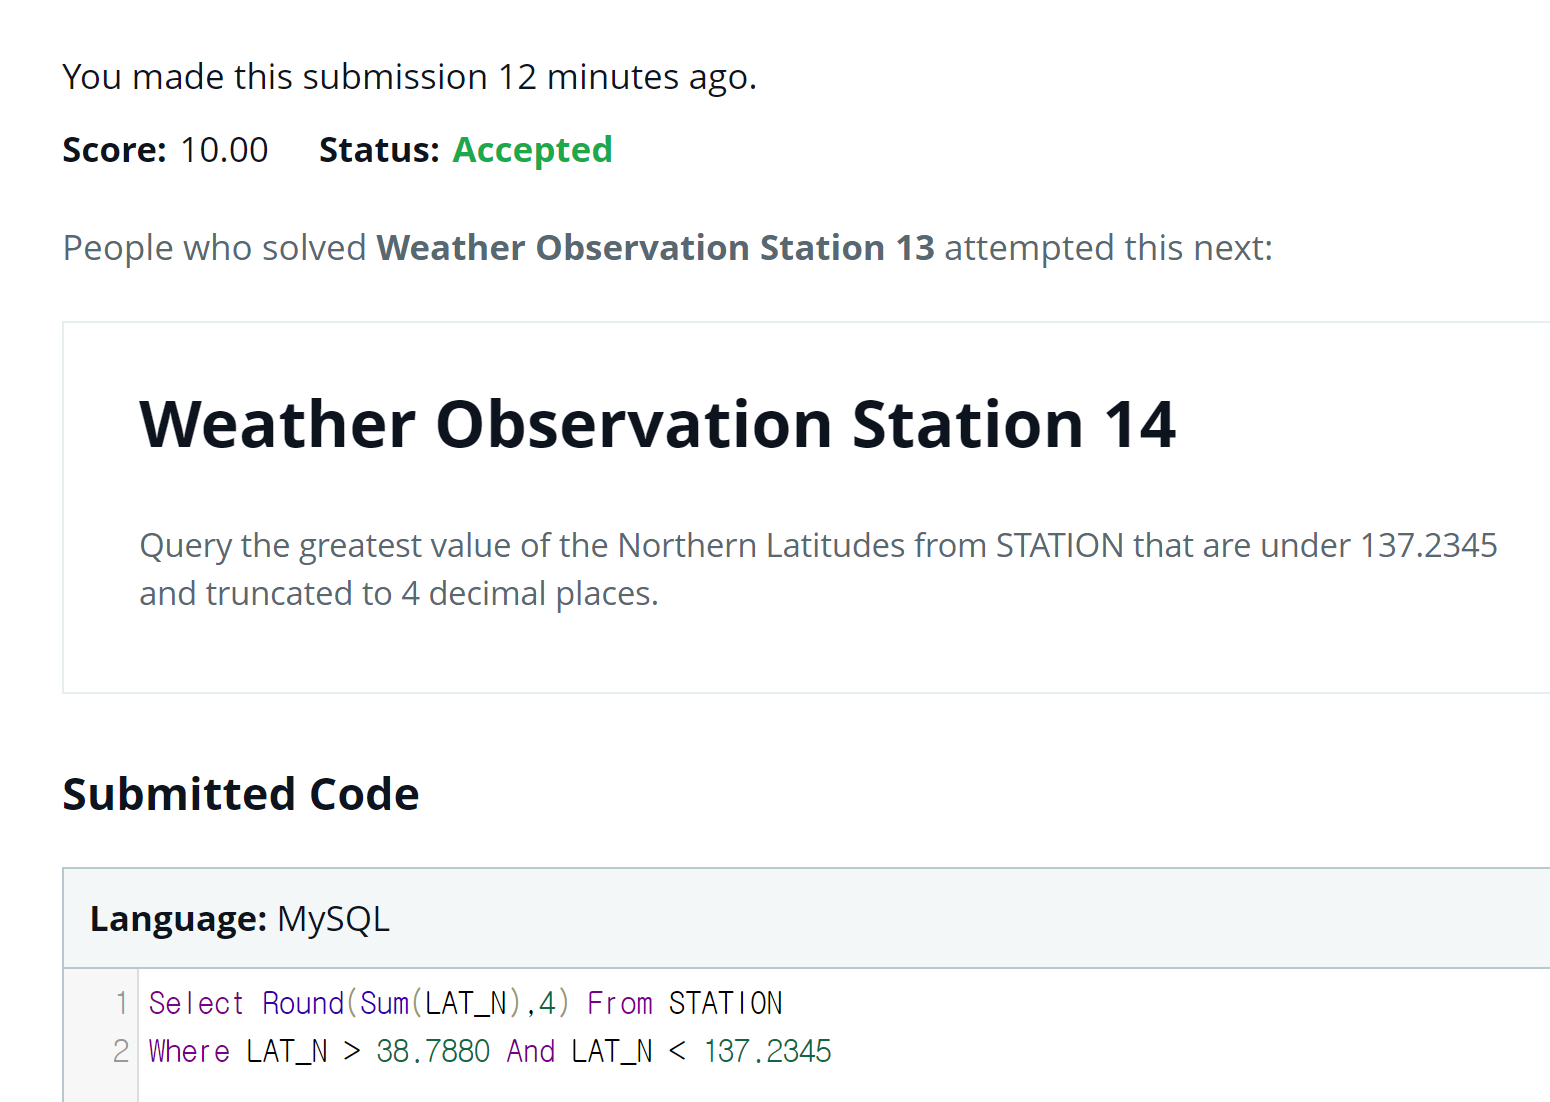 You made this submission 12 minutes ago.
Score: 10.00 Status: Accepted
People who solved Weather Observation Station 13 attempted this next:
Weather Observation Station 14
Query the greatest value of the Northern Latitudes from STATION that are under 137.2345
and truncated to 4 decimal places.
Submitted Code
Language: MySQL
1 Select Round(Sum(LAT_N),4) From STATION
2 Where LAT_N > 38.7880 And LAT_N < 137.2345